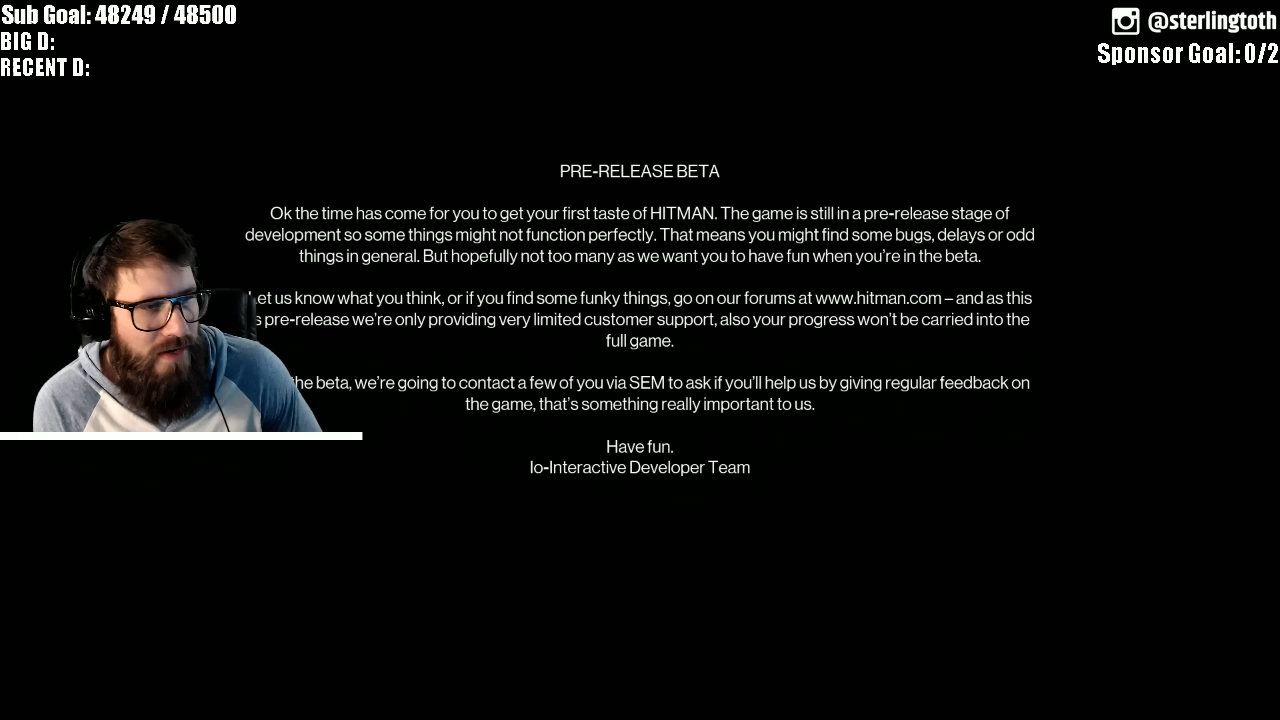 Sub Goal: 48249 / 48500
BIG D:
RECENT D:
@sterlingtoth
Sponsor Goal: 0/2
PRE-RELEASE BETA
Ok the time has come for you to get your first taste of HITMAN. The game is still in a pre-release stage of
development so some things might not function perfectly. That means you might find some bugs, delays or odd
things in general. But hopefully not too many as we want you to have fun when you're in the beta.
Let us know what you think, or if you find some funky things, go on our forums at www.hitman.com – and as this
pre-release we're only providing very limited customer support, also your progress won't be carried into the
full game.
the beta, we're going to contact a few of you via SEM to ask if you'll help us by giving regular feedback on
the game, that's something really important to us.
Have fun.
Io-Interactive Developer Team